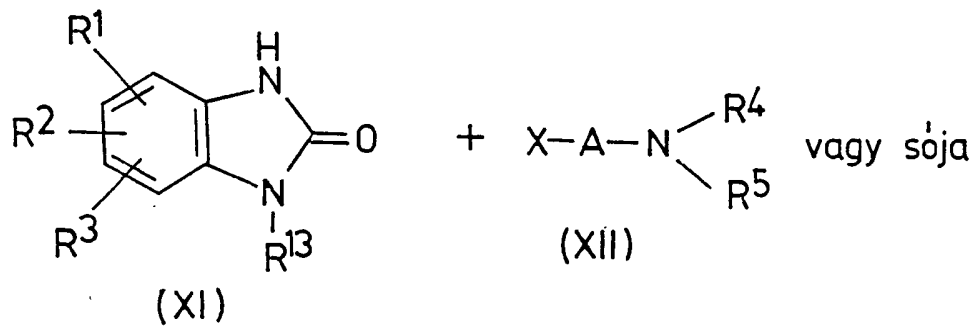 R¹
H
N
R²
=O + X–A–N
R⁴
R⁵
vagy sója
R³
N
R¹³
(XI)
(XII)